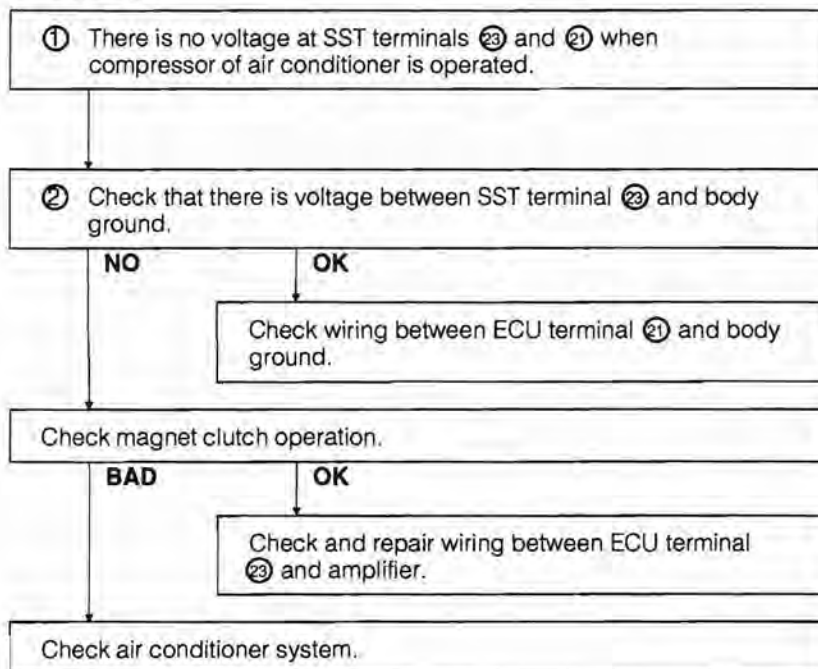 ① There is no voltage at SST terminals ㉓ and ㉑ when
compressor of air conditioner is operated.
② Check that there is voltage between SST terminal ㉓ and body
ground.
NO OK
Check wiring between ECU terminal ㉑ and body
ground.
Check magnet clutch operation.
BAD OK
Check and repair wiring between ECU terminal
㉓ and amplifier.
Check air conditioner system.